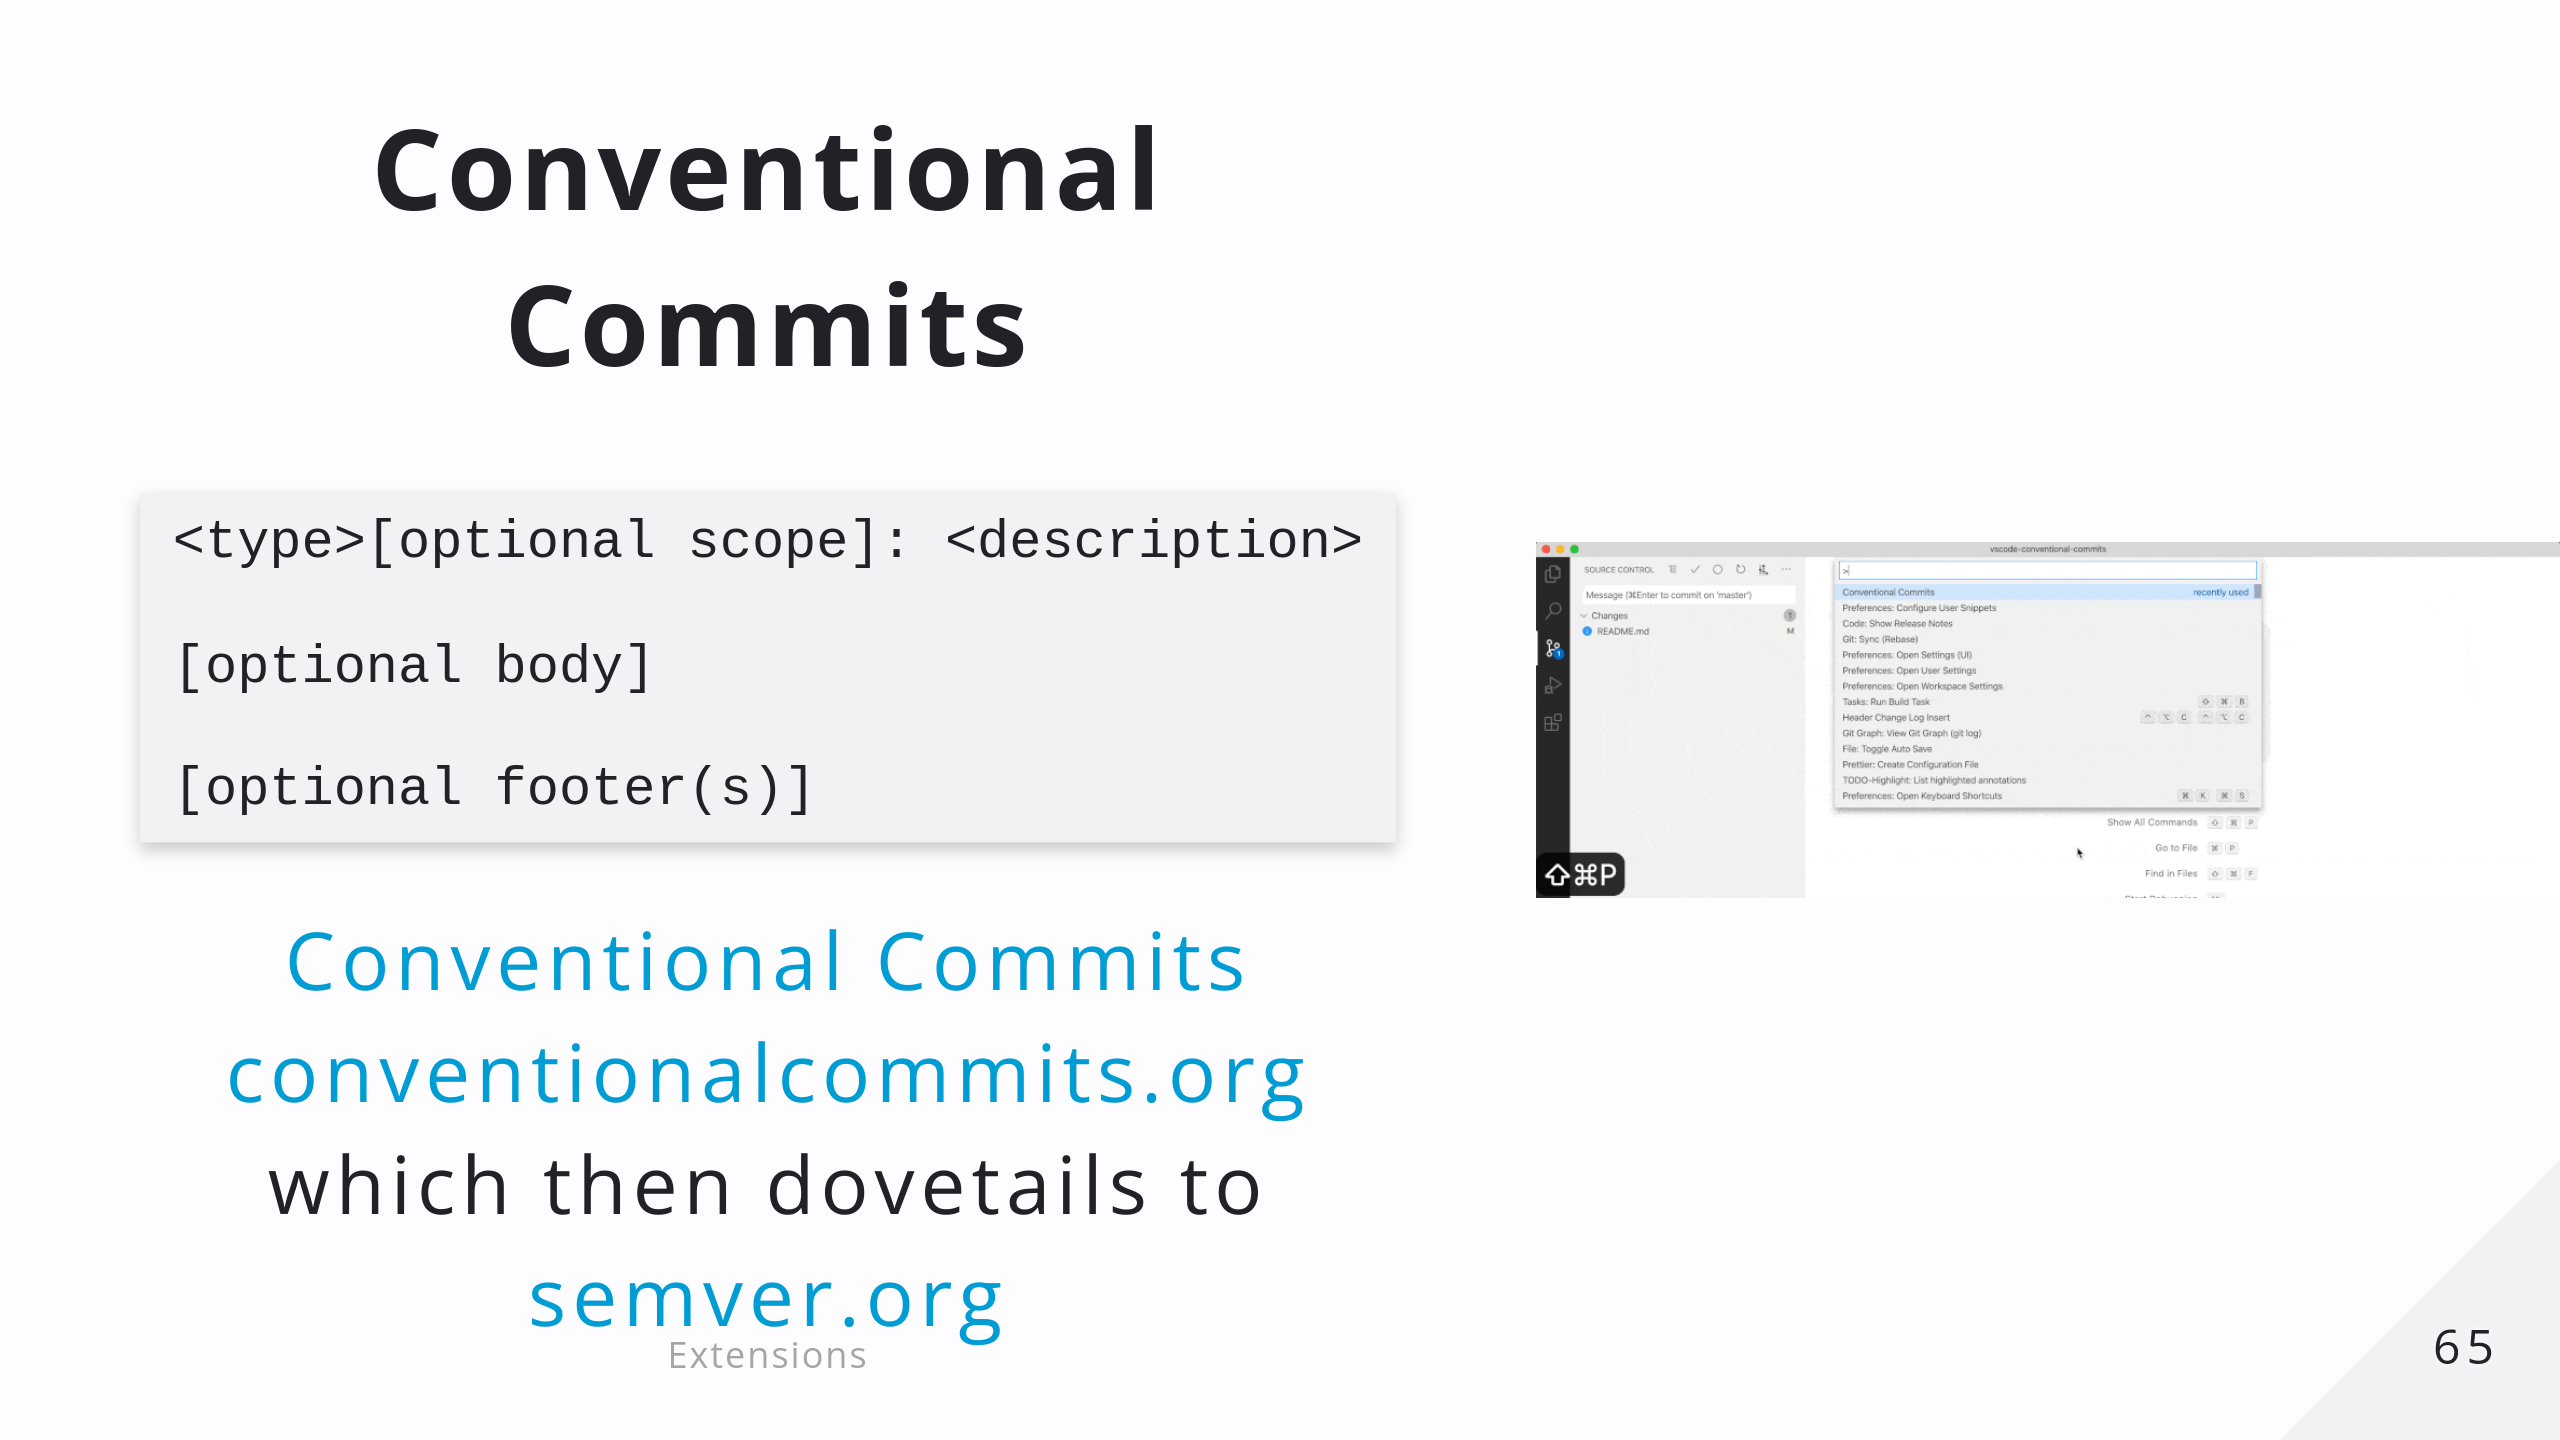 Conventional
Commits
<type>[optional scope]: <description>
[optional body]
[optional footer(s)]
Conventional Commits
conventionalcommits.org
which then dovetails to
semver.org
Extensions
vscode-conventional-commits
SOURCE CONTROL
Message (⌘Enter to commit on 'master')
Changes 1
README.md M
1
>
Conventional Commits recently used
Preferences: Configure User Snippets
Code: Show Release Notes
Git: Sync (Rebase)
Preferences: Open Settings (UI)
Preferences: Open User Settings
Preferences: Open Workspace Settings
Tasks: Run Build Task ⇧ ⌘ B
Header Change Log Insert ^ ⌥ C ^ ⌥ C
Git Graph: View Git Graph (git log)
File: Toggle Auto Save
Prettier: Create Configuration File
TODO-Highlight: List highlighted annotations
Preferences: Open Keyboard Shortcuts ⌘ K ⌘ S
Show All Commands ⇧ ⌘ P
Go to File ⌘ P
Find in Files ⇧ ⌘ F
⇧⌘P
65